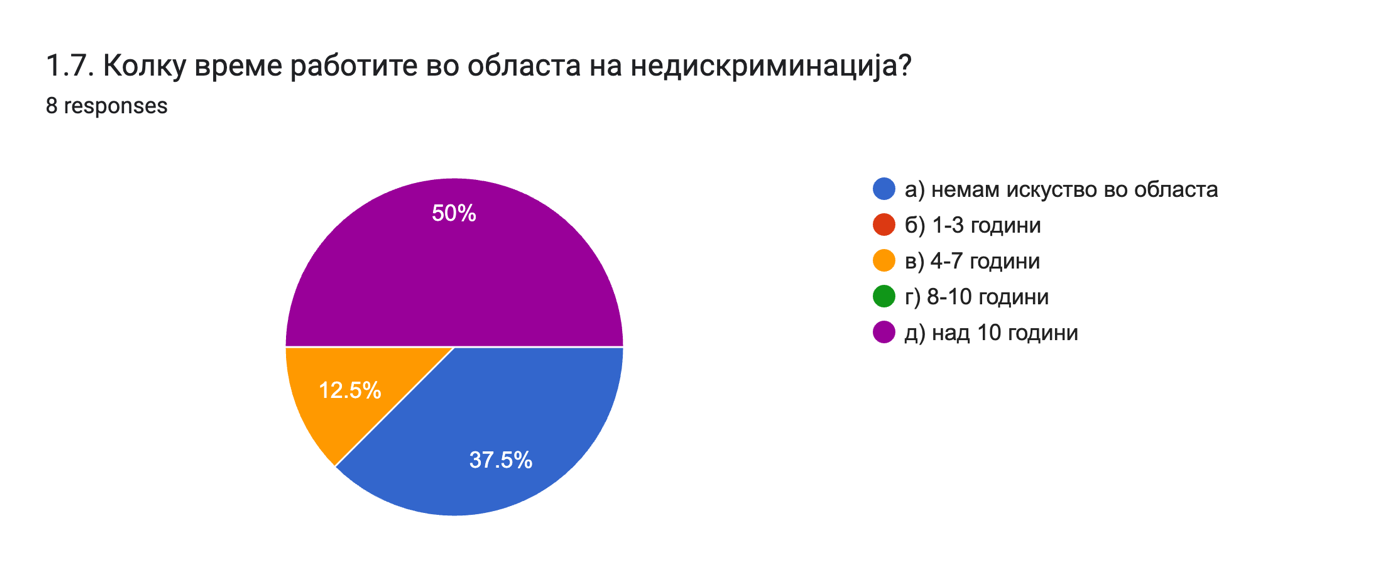 1.7. Колку време работите во областа на недискриминација?
8 responses
50%
12.5%
37.5%
а) немам искуство во областа
б) 1-3 години
в) 4-7 години
г) 8-10 години
д) над 10 години